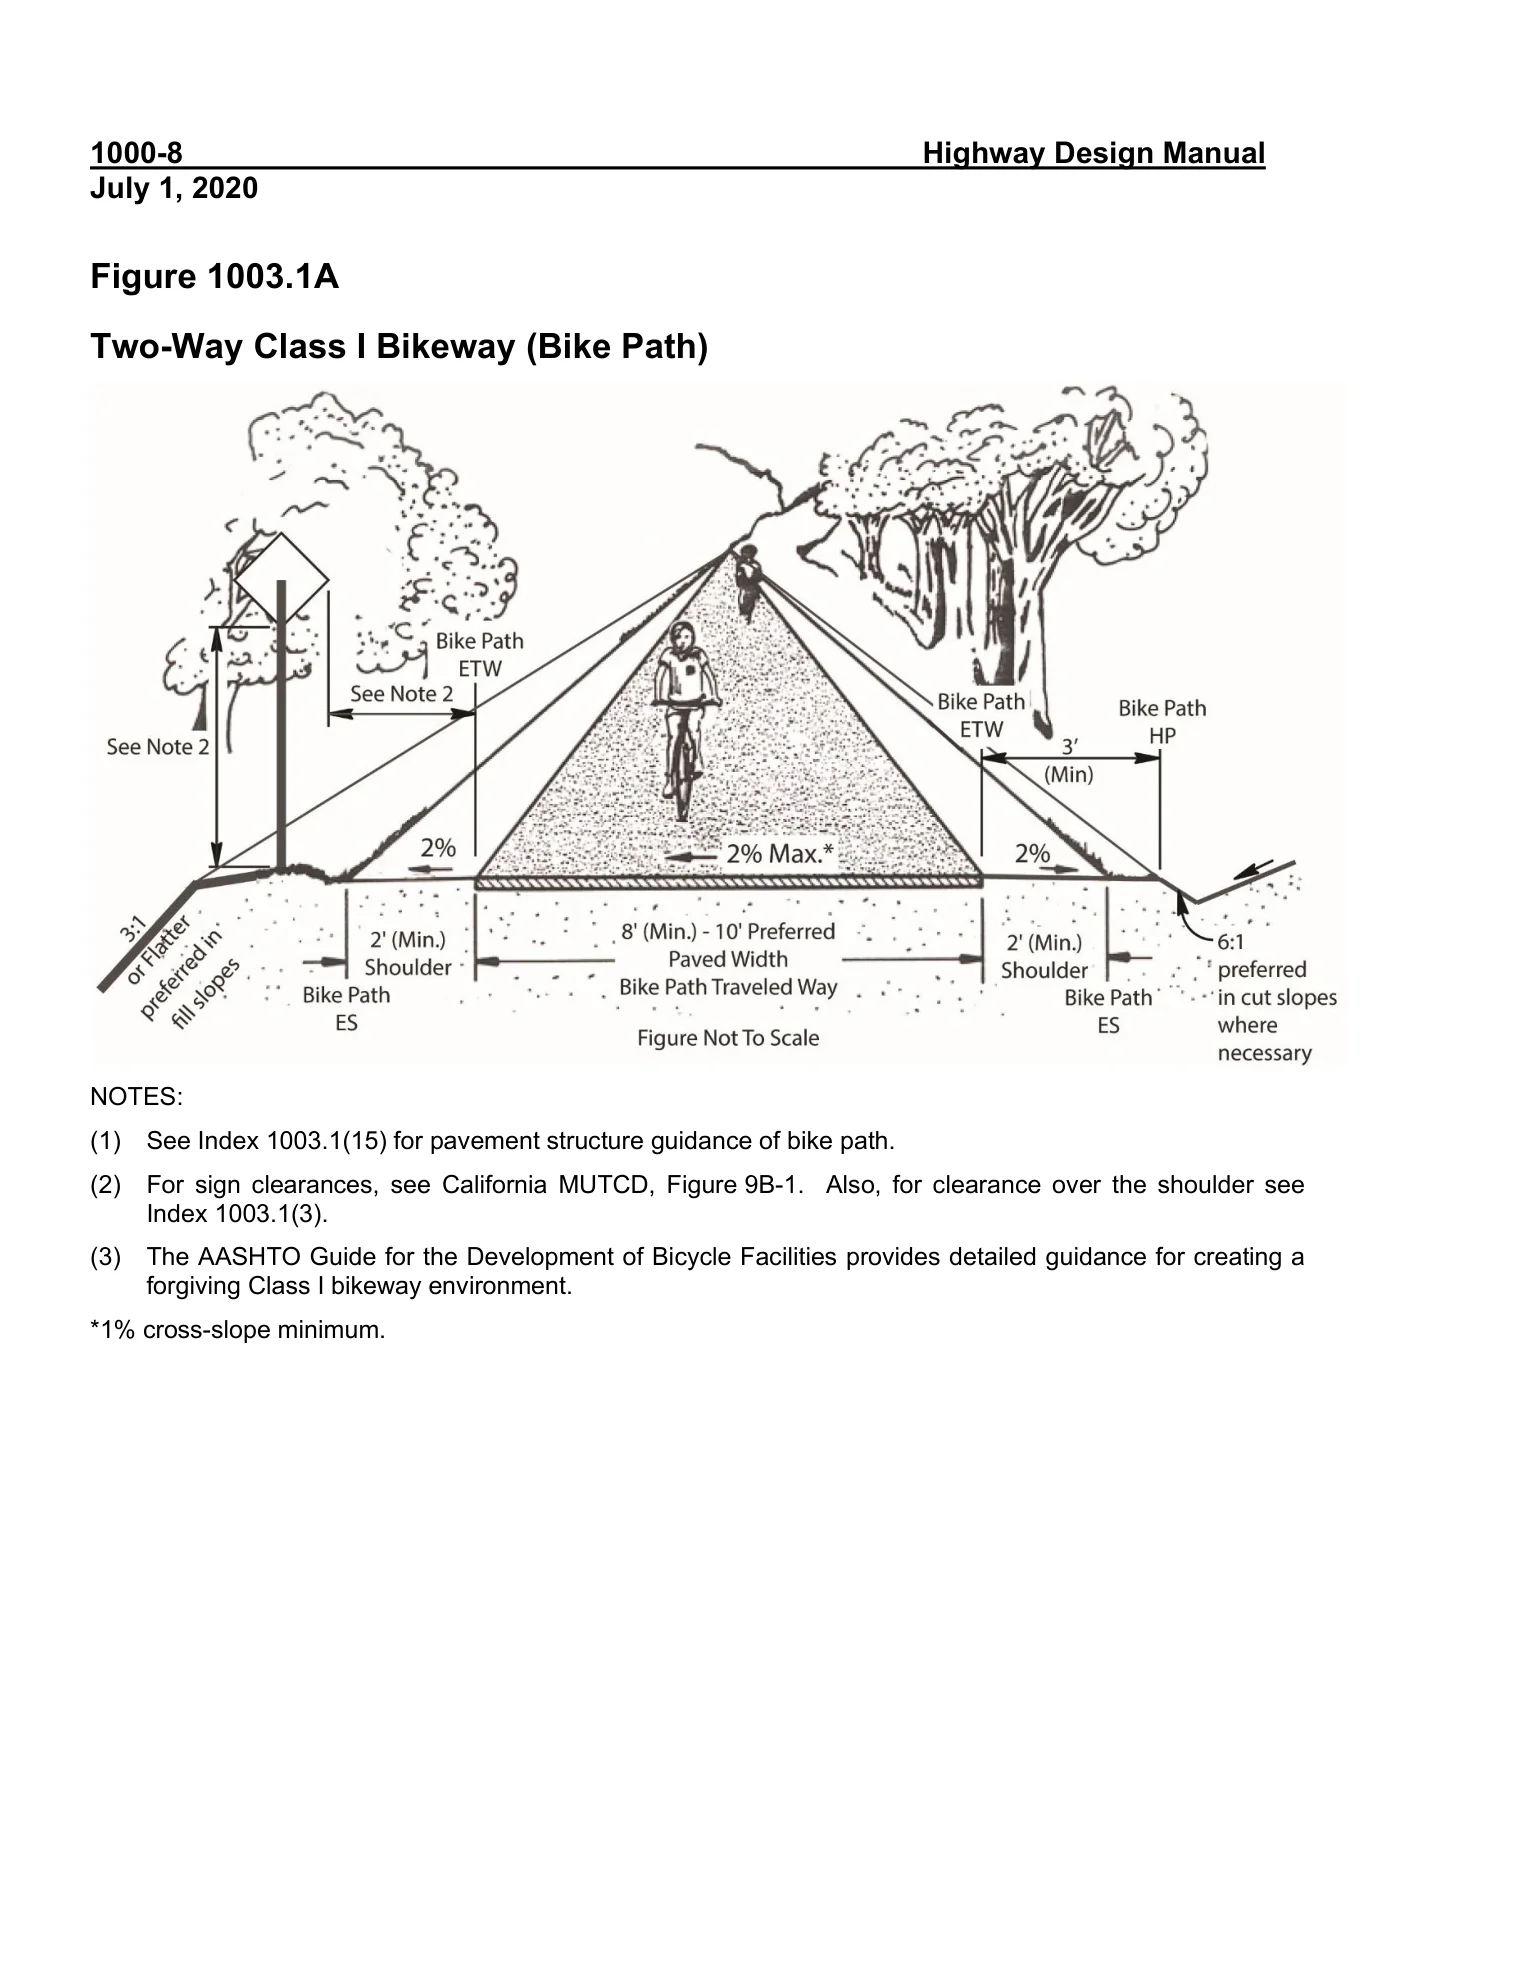 1000-8 Highway Design Manual
July 1, 2020
Figure 1003.1A
Two-Way Class I Bikeway (Bike Path)
Bike Path
ETW
See Note 2
See Note 2
Bike Path
ETW
Bike Path
HP
3'
(Min)
2%
2% Max.*
2%
3:1
or Flatter
preferred in
fill slopes
2' (Min.)
Shoulder
Bike Path
ES
8' (Min.) - 10' Preferred
Paved Width
Bike Path Traveled Way
2' (Min.)
Shoulder
Bike Path
ES
6:1
preferred
in cut slopes
where
necessary
Figure Not To Scale
NOTES:
(1) See Index 1003.1(15) for pavement structure guidance of bike path.
(2) For sign clearances, see California MUTCD, Figure 9B-1. Also, for clearance over the shoulder see
Index 1003.1(3).
(3) The AASHTO Guide for the Development of Bicycle Facilities provides detailed guidance for creating a
forgiving Class I bikeway environment.
*1% cross-slope minimum.